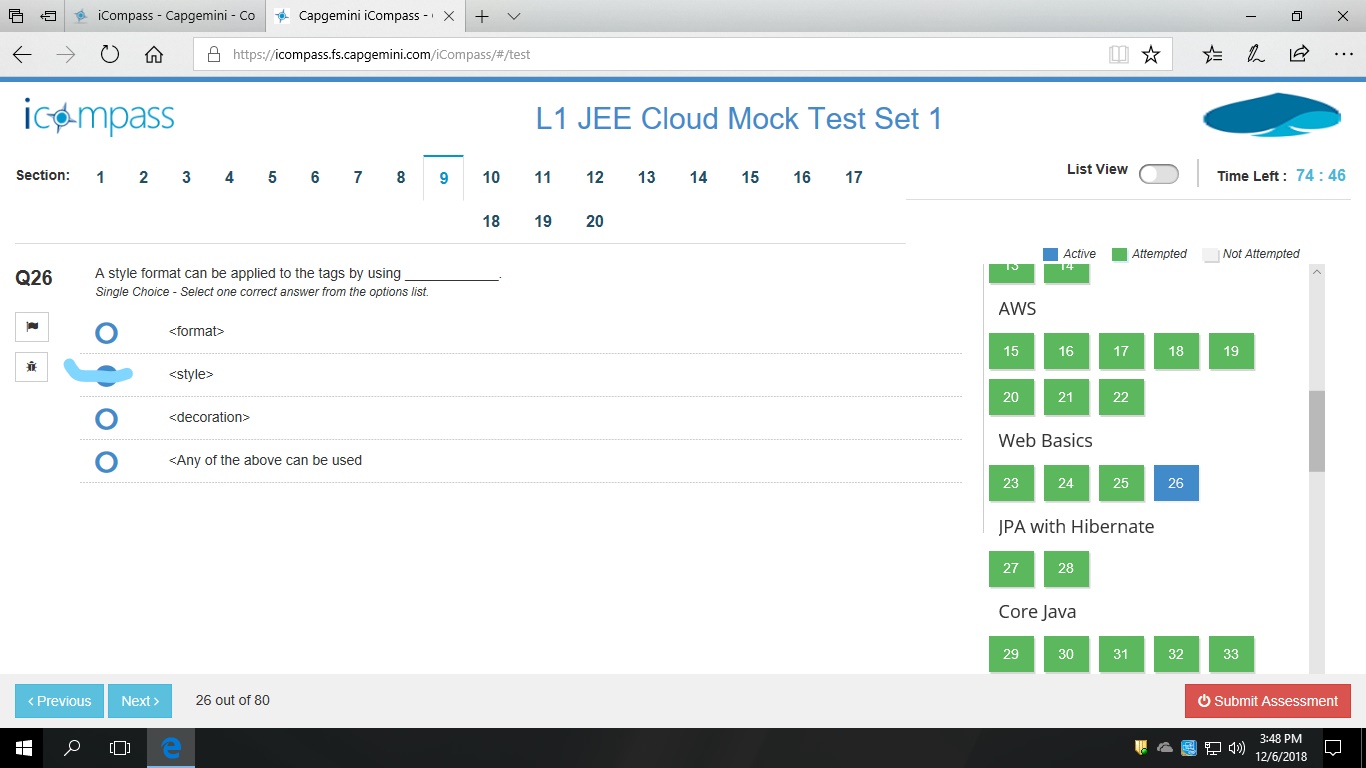 iCompass - Capgemini - Co
Capgemini iCompass -
https://icompass.fs.capgemini.com/iCompass/#/test
icompass
L1 JEE Cloud Mock Test Set 1
Section: 1 2 3 4 5 6 7 8 9 10 11 12 13 14 15 16 17
18 19 20
List View
Time Left : 74 : 46
Active Attempted Not Attempted
Q26
A style format can be applied to the tags by using ____________.
Single Choice - Select one correct answer from the options list.
<format>
<style>
<decoration>
<Any of the above can be used
13 14
AWS
15 16 17 18 19
20 21 22
Web Basics
23 24 25 26
JPA with Hibernate
27 28
Core Java
29 30 31 32 33
< Previous
Next >
26 out of 80
Submit Assessment
3:48 PM
12/6/2018